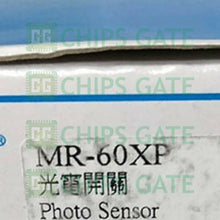 CHIPS GATE
CHIPS GATE
CHIPS GATE
CHIPS GATE
®
MR-60XP
光電開關
Photo Sensor